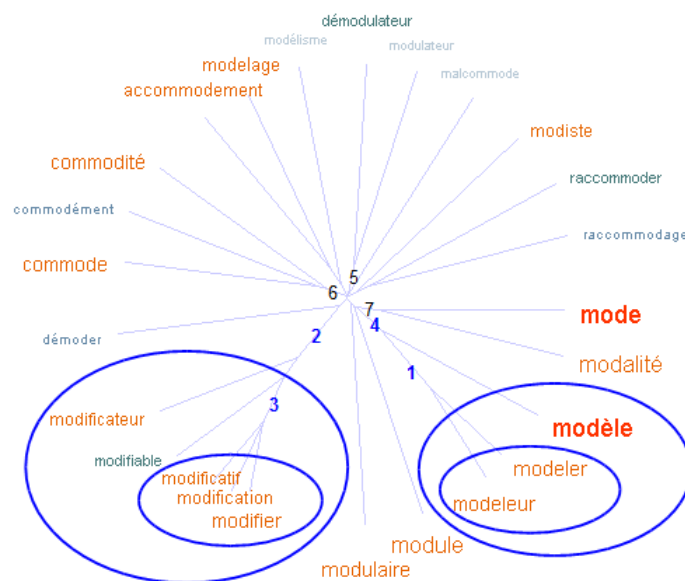 démodulateur
modélisme
modulateur
modelage
malcommode
accommodement
modiste
commodité
raccommoder
commodément
raccommodage
commode
5
6
7
mode
4
2
démoder
modalité
1
3
modificateur
modèle
modifiable
modeler
modificatif
modification
modeleur
modifier
module
modulaire